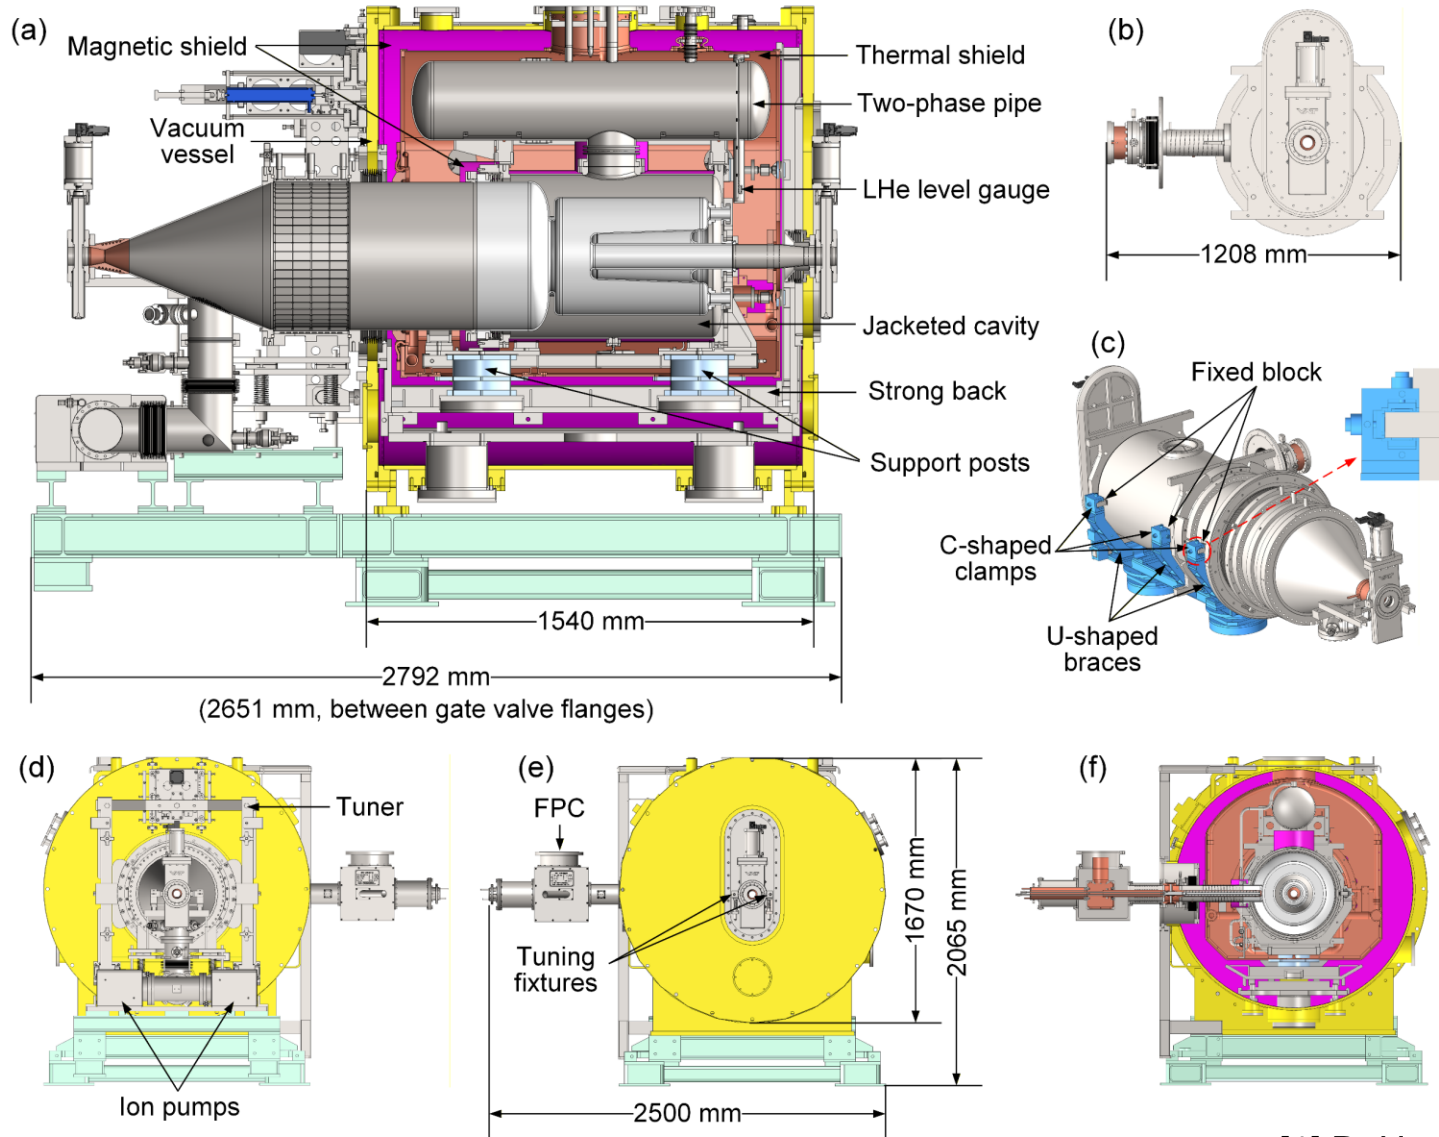 (a)
Magnetic shield
Thermal shield
Two-phase pipe
Vacuum
vessel
LHe level gauge
Jacketed cavity
Strong back
Support posts
1540 mm
2792 mm
(2651 mm, between gate valve flanges)
(b)
1208 mm
(c)
Fixed block
C-shaped
clamps
U-shaped
braces
(d)
Tuner
Ion pumps
(e)
FPC
Tuning
fixtures
1670 mm
2065 mm
2500 mm
(f)